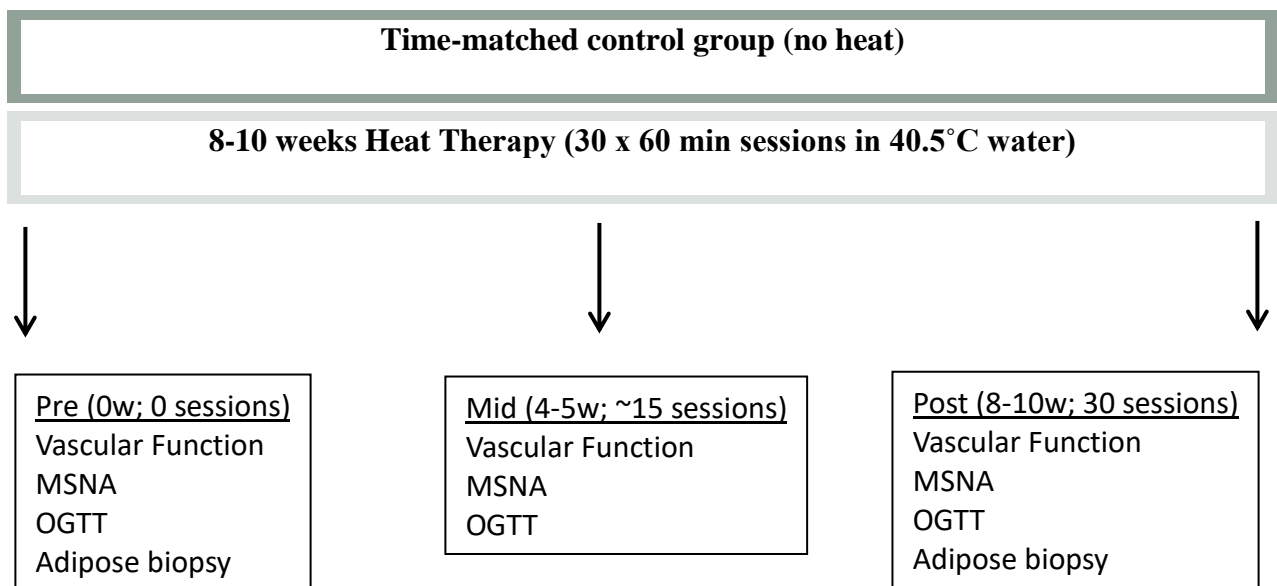 Time-matched control group (no heat)
8-10 weeks Heat Therapy (30 x 60 min sessions in 40.5˚C water)
Pre (0w; 0 sessions)
Vascular Function
MSNA
OGTT
Adipose biopsy
Mid (4-5w; ~15 sessions)
Vascular Function
MSNA
OGTT
Post (8-10w; 30 sessions)
Vascular Function
MSNA
OGTT
Adipose biopsy